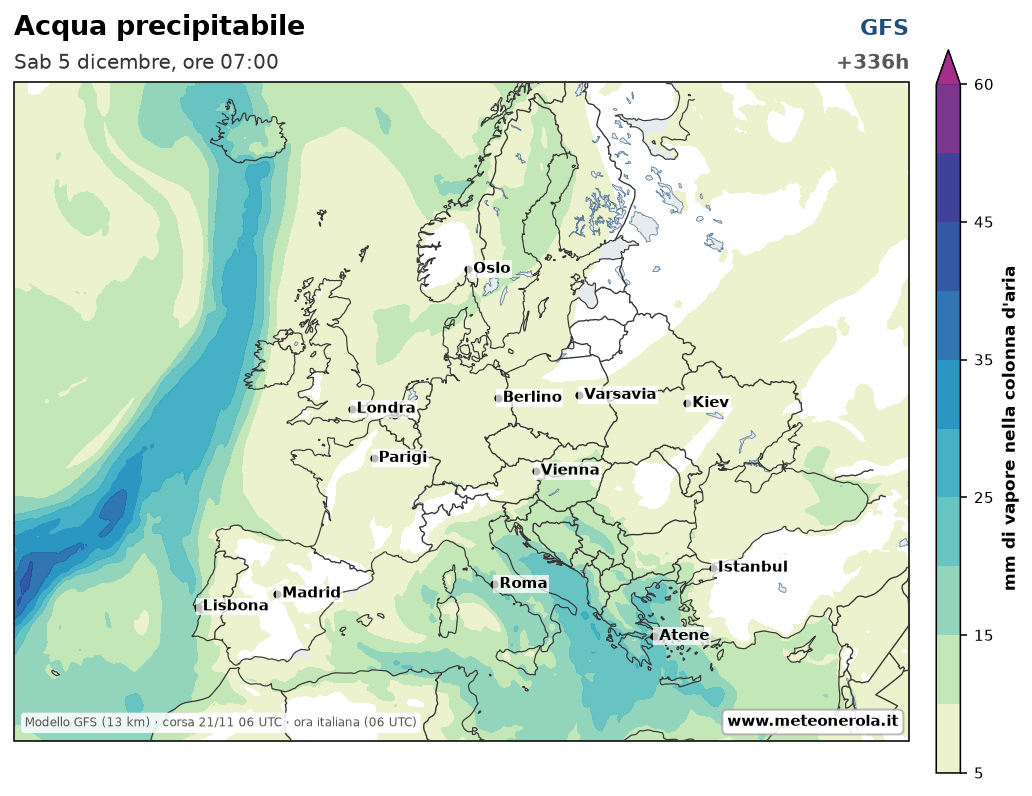 Acqua precipitabile
GFS
Sab 5 dicembre, ore 07:00
+336h
60
45
35
25
15
5
mm di vapore nella colonna d'aria
Oslo
Londra
Berlino
Varsavia
Kiev
Parigi
Vienna
Madrid
Lisbona
Roma
Istanbul
Atene
Modello GFS (13 km) · corsa 21/11 06 UTC · ora italiana (06 UTC)
www.meteonerola.it